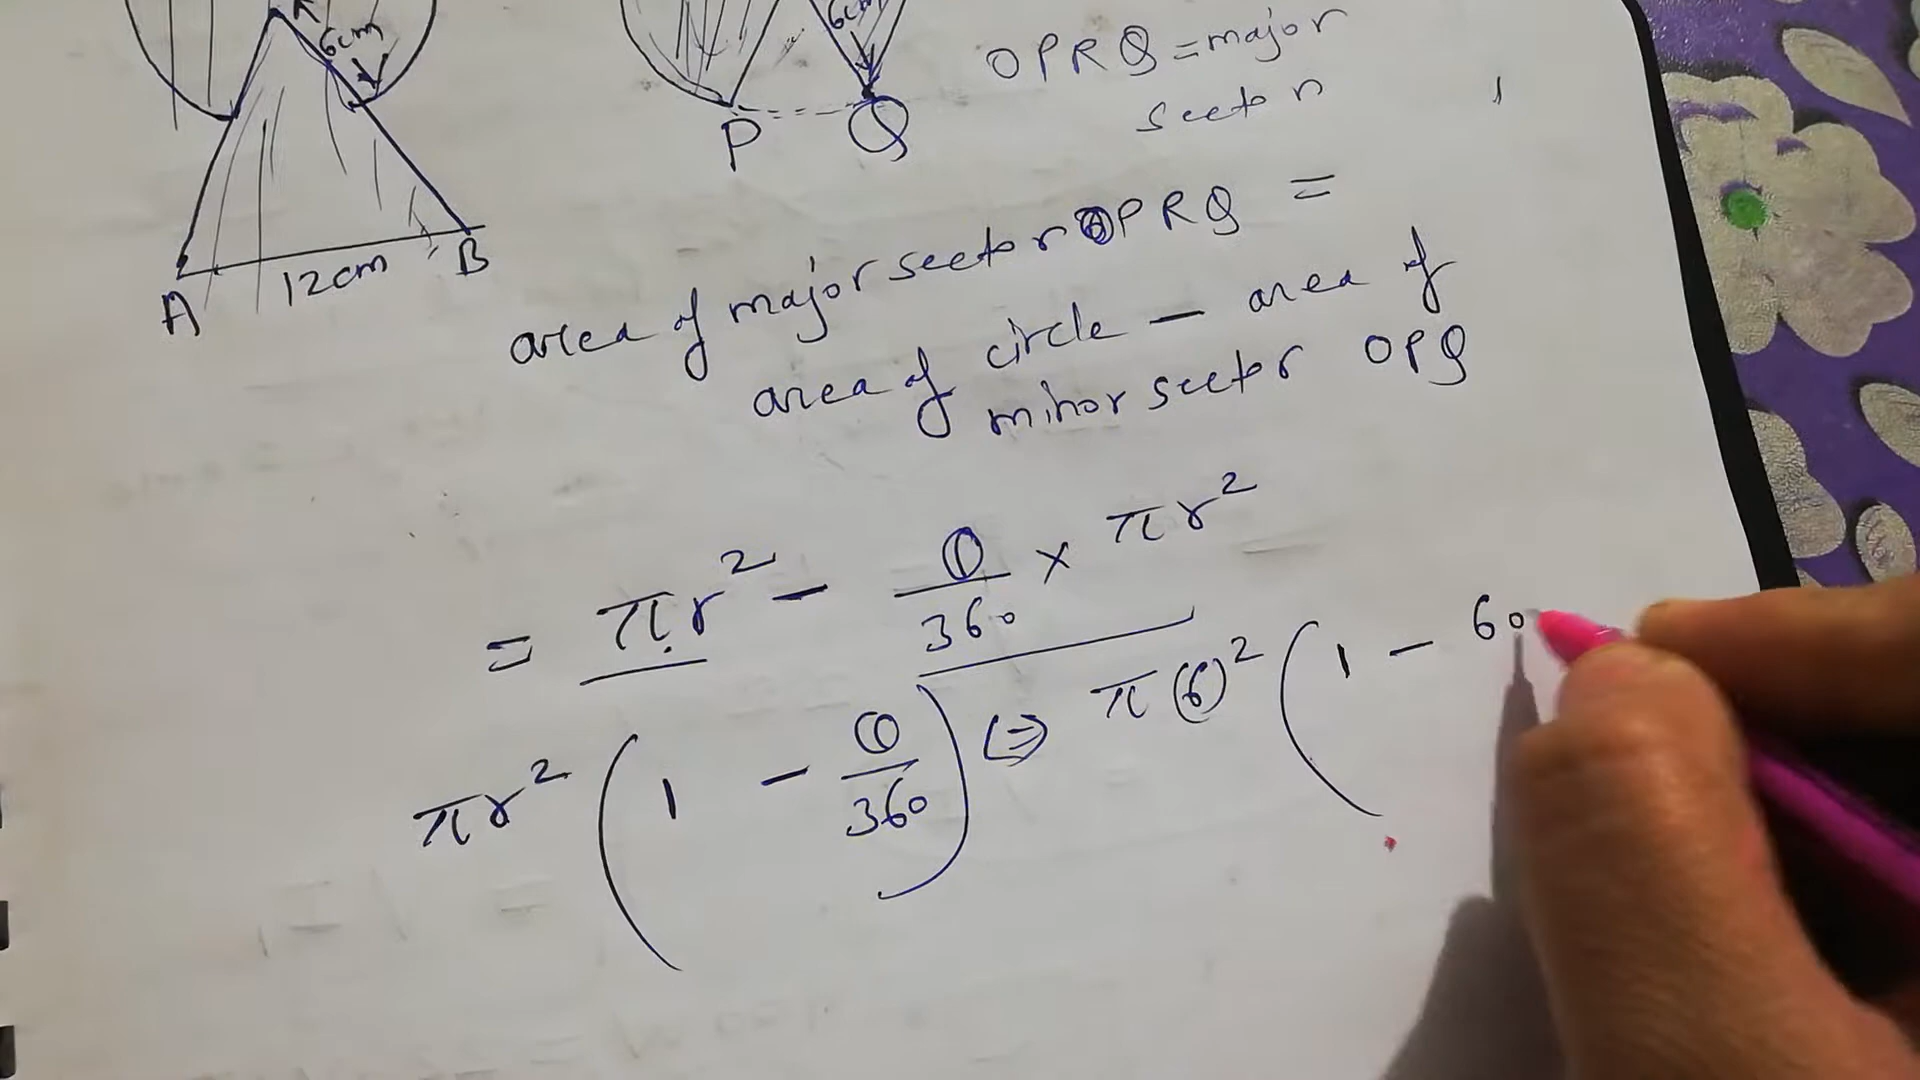 6cm
6cm
OPRQ = major
sector
P
Q
A
12cm
B
area of major sector OPRQ =
area of circle - area of
minor sector OPQ
= πr² - θ/360 × πr²
πr² (1 - θ/360) ⇔ π(6)² (1 - 60